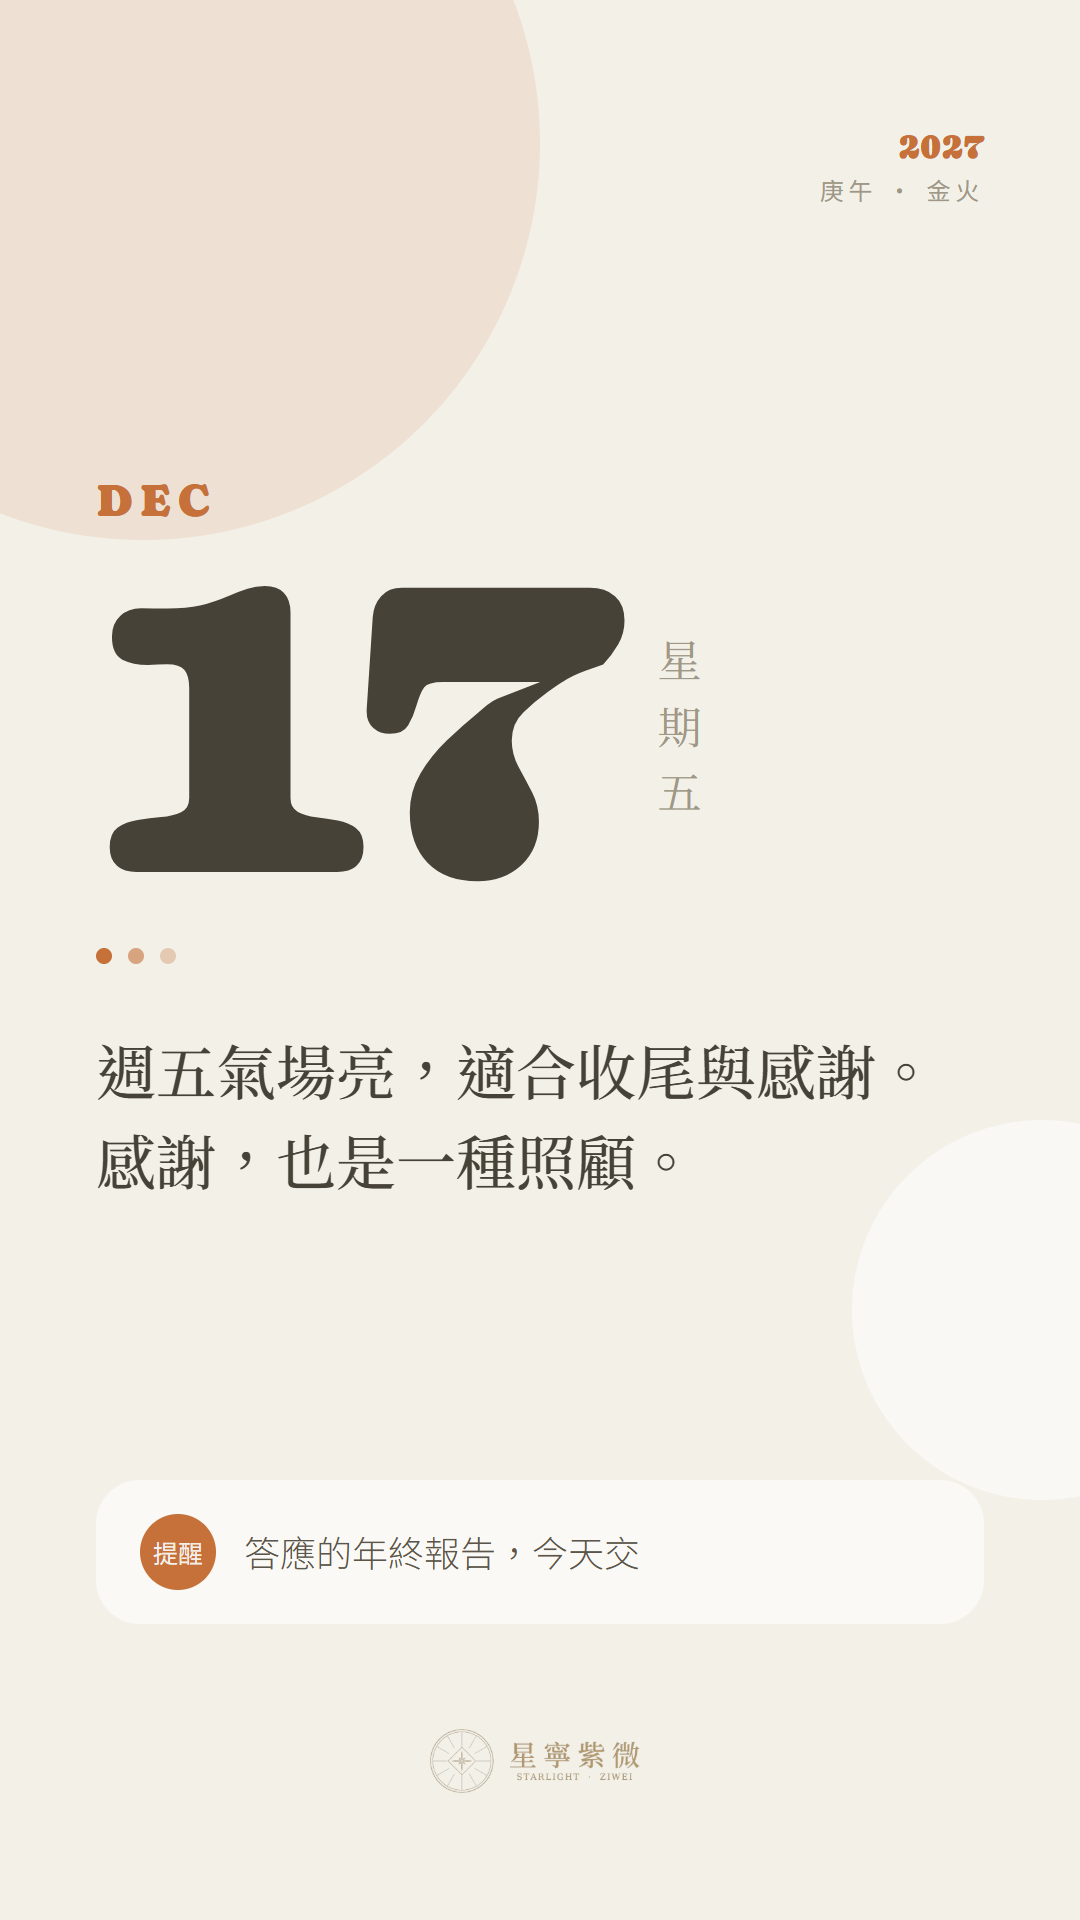 2027
庚午 · 金火
DEC
17
星期五
週五氣場亮，適合收尾與感謝。
感謝，也是一種照顧。
提醒
答應的年終報告，今天交
星寧紫微
STARLIGHT · ZIWEI